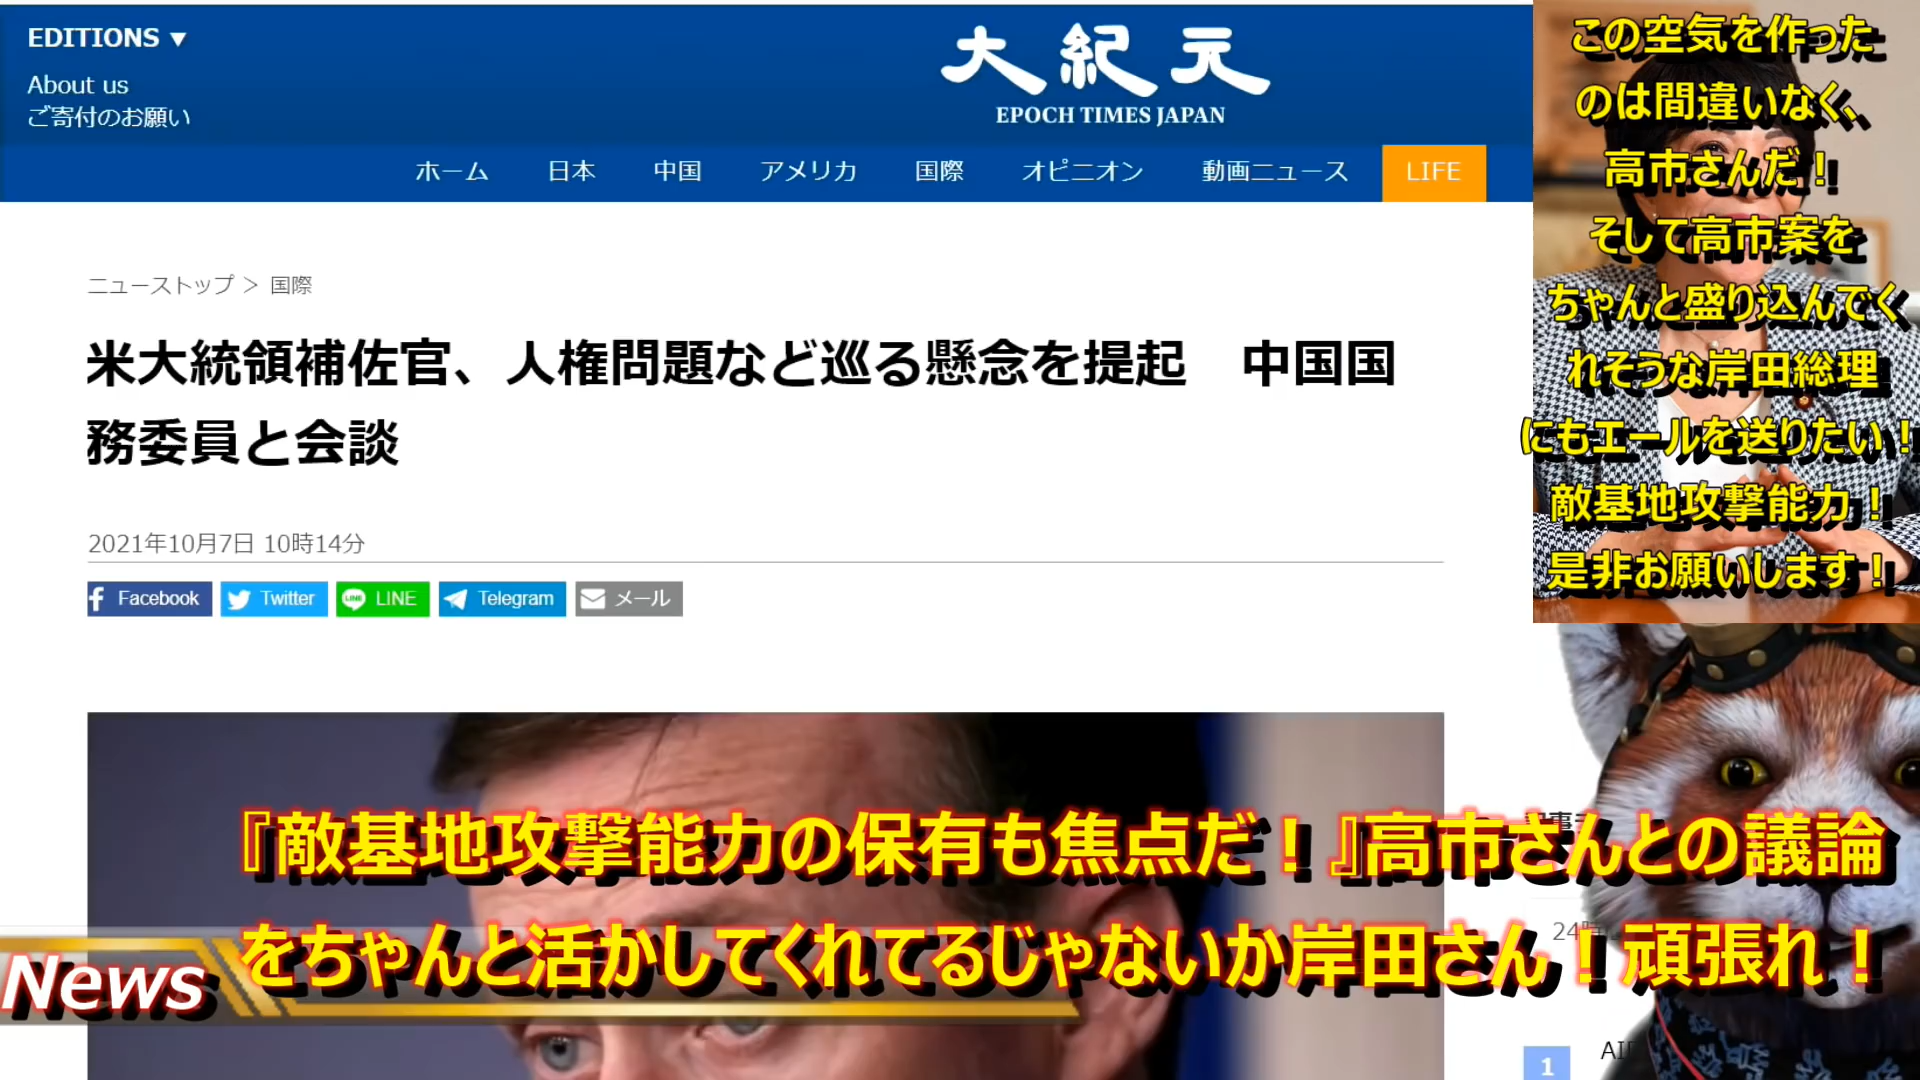 EDITIONS ▼
About us
ご寄付のお願い
大紀元
EPOCH TIMES JAPAN
ホーム 日本 中国 アメリカ 国際 オピニオン 動画ニュース LIFE
ニューストップ ＞ 国際
米大統領補佐官、人権問題など巡る懸念を提起　中国国
務委員と会談
2021年10月7日 10時14分
Facebook Twitter LINE Telegram メール
この空気を作った
のは間違いなく、
高市さんだ！
そして高市案を
ちゃんと盛り込んでく
れそうな岸田総理
にもエールを送りたい！
敵基地攻撃能力！
是非お願いします！
『敵基地攻撃能力の保有も焦点だ！』高市さんとの議論
をちゃんと活かしてくれてるじゃないか岸田さん！頑張れ！
News
1